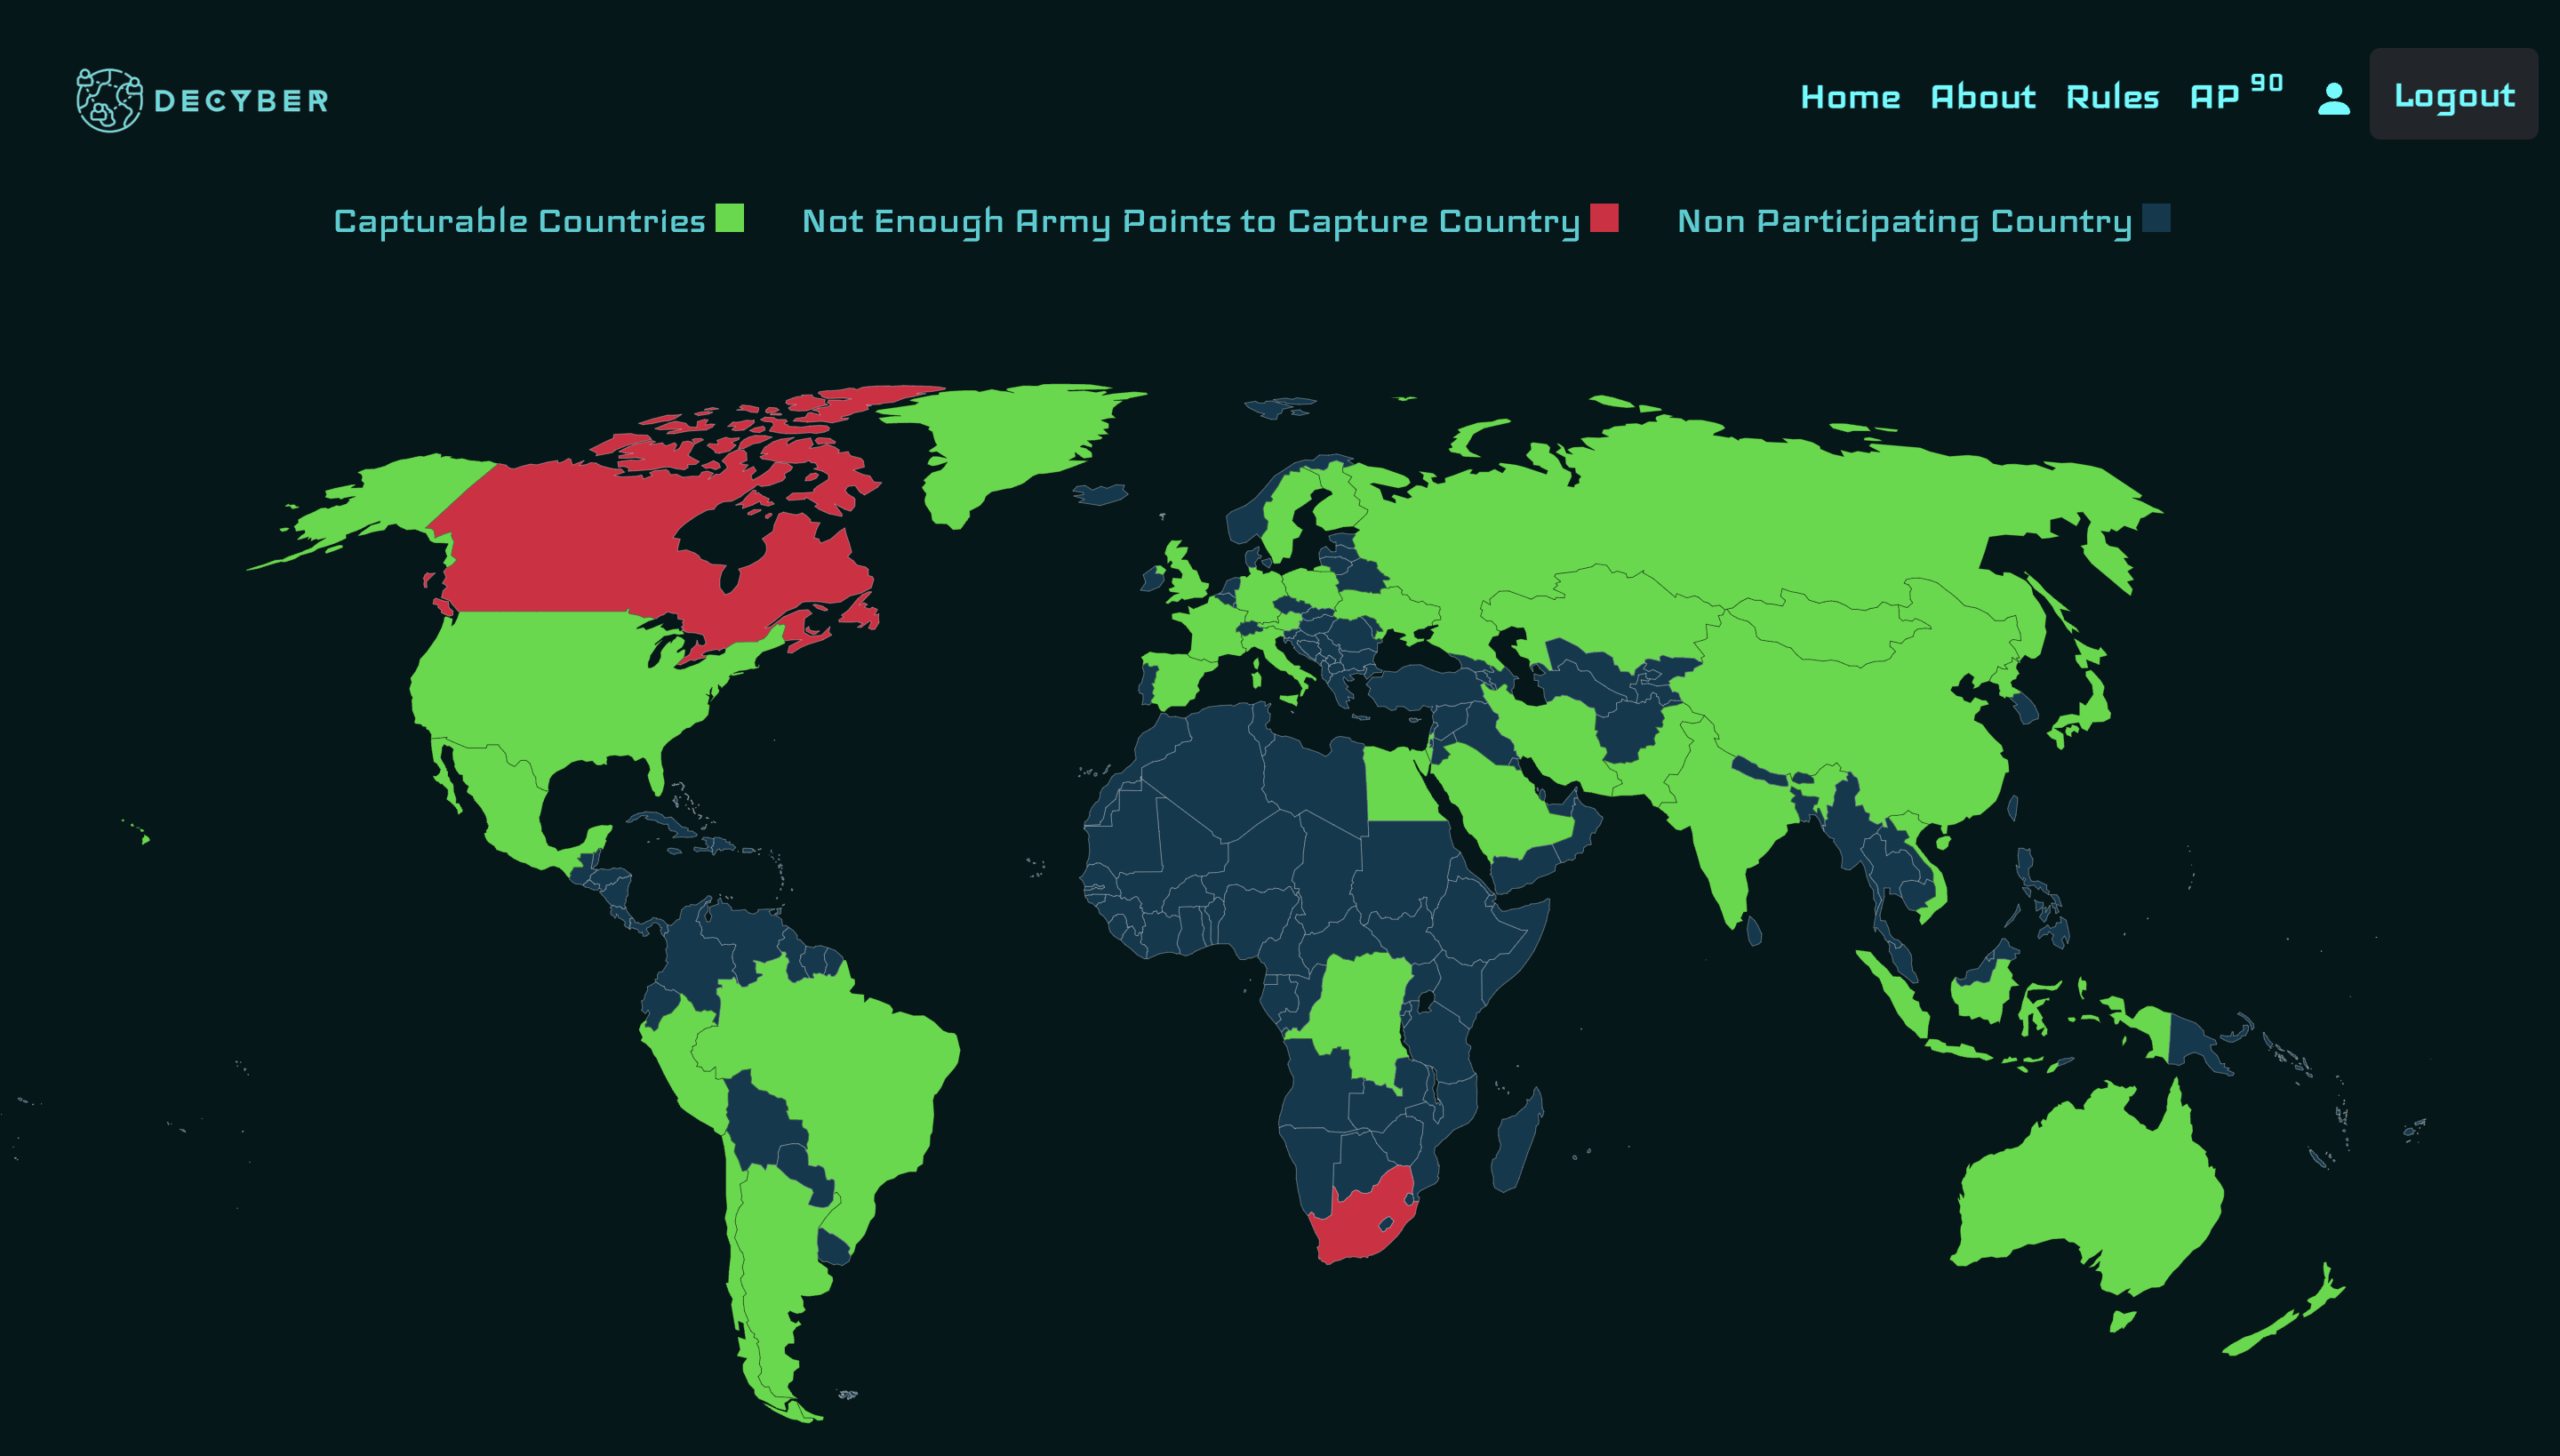 DECYBER
Home About Rules AP 90 Logout
Capturable Countries Not Enough Army Points to Capture Country Non Participating Country